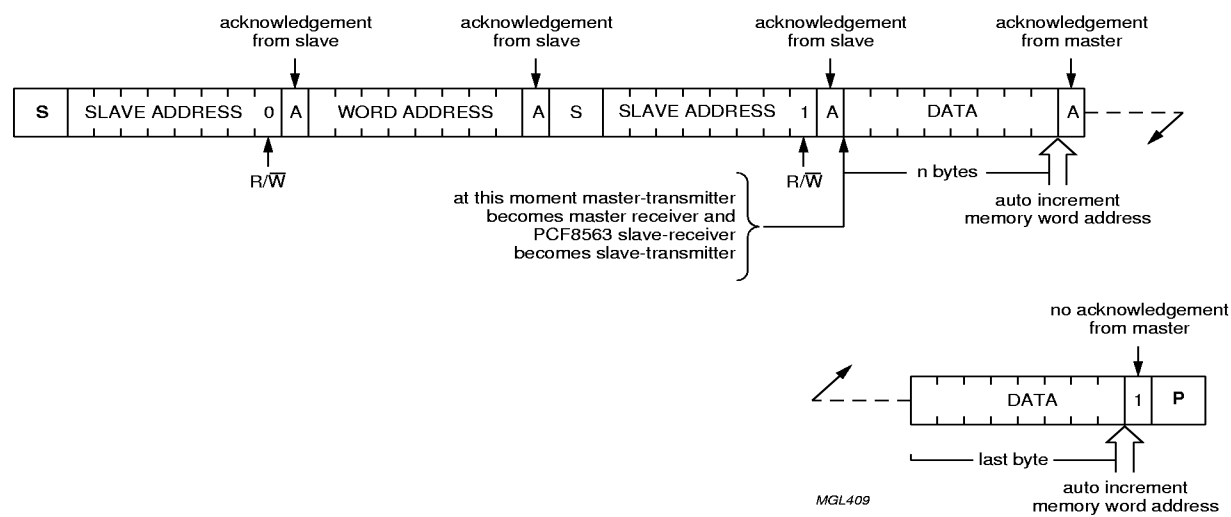 acknowledgement
from slave
acknowledgement
from slave
acknowledgement
from slave
acknowledgement
from master
S SLAVE ADDRESS 0 A WORD ADDRESS A S SLAVE ADDRESS 1 A DATA A
R/W̅
R/W̅
n bytes
at this moment master-transmitter
becomes master receiver and
PCF8563 slave-receiver
becomes slave-transmitter
auto increment
memory word address
no acknowledgement
from master
DATA 1 P
last byte
auto increment
memory word address
MGL409